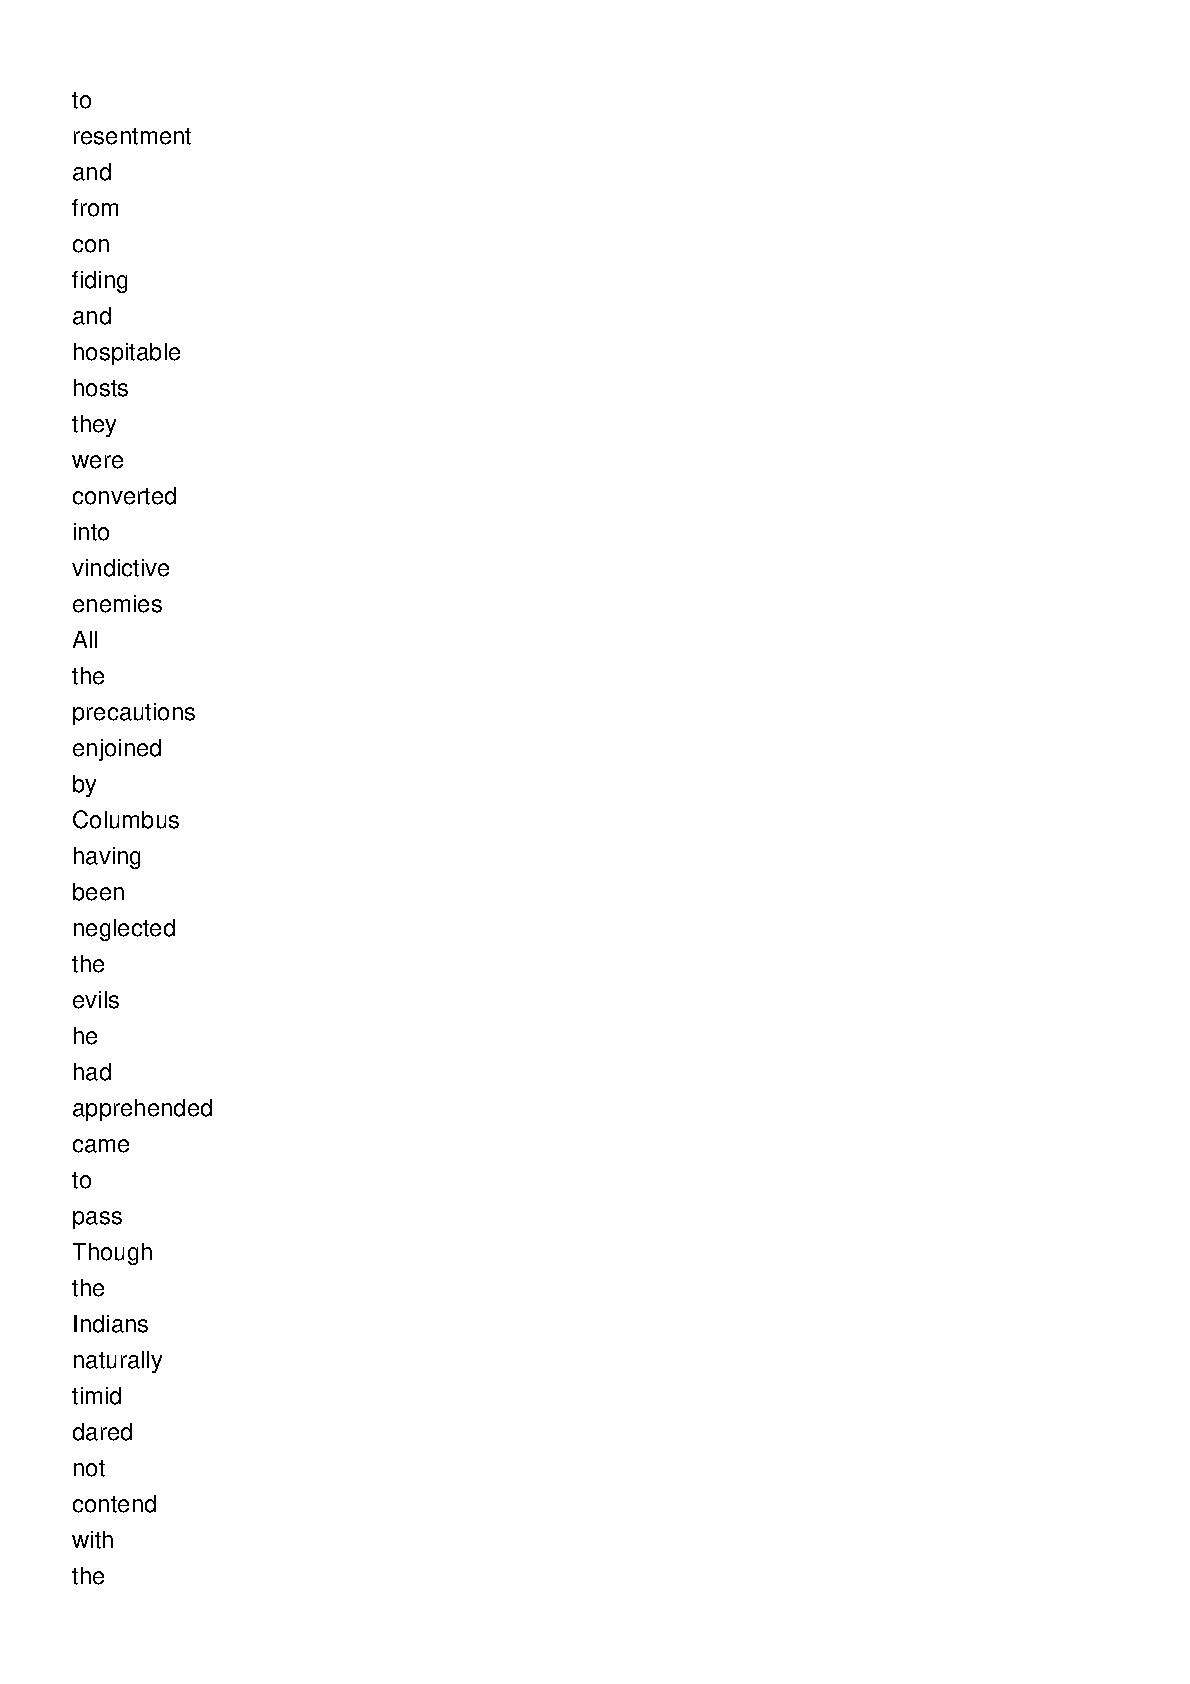 to
resentment
and
from
con
fiding
and
hospitable
hosts
they
were
converted
into
vindictive
enemies
All
the
precautions
enjoined
by
Columbus
having
been
neglected
the
evils
he
had
apprehended
came
to
pass
Though
the
Indians
naturally
timid
dared
not
contend
with
the